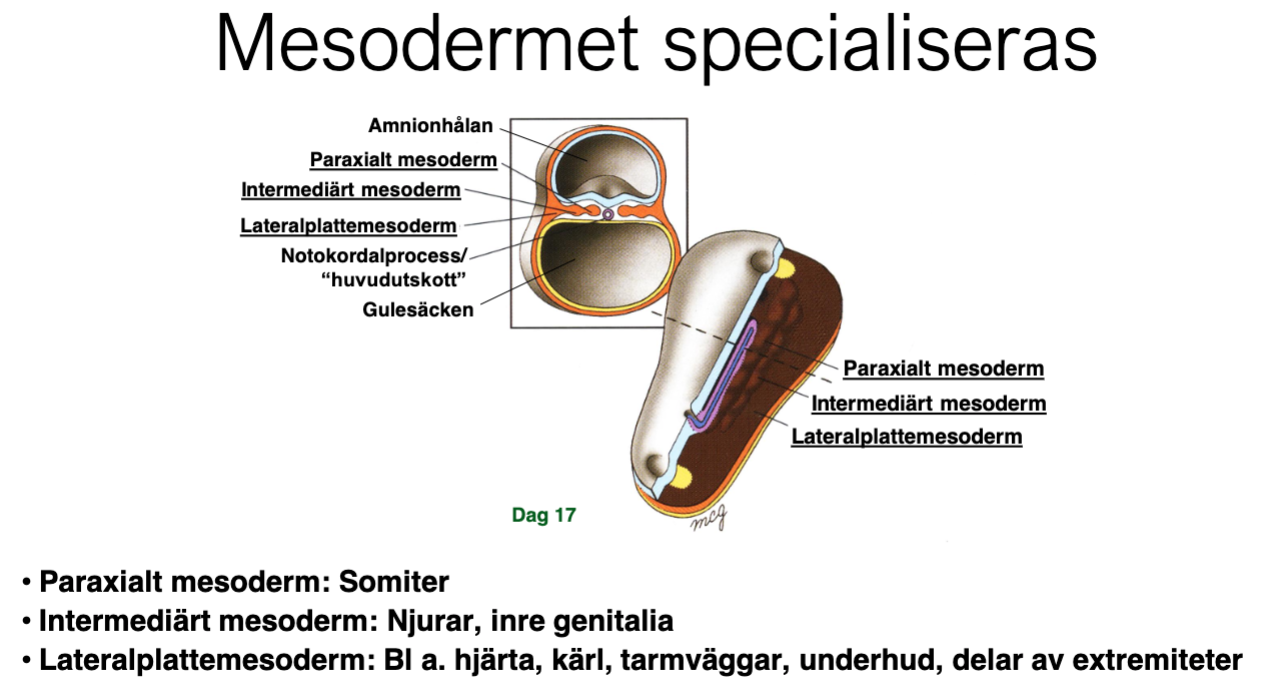 Mesodermet specialiseras
Amnionhålan
Paraxialt mesoderm
Intermediärt mesoderm
Lateralplattemesoderm
Notokordalprocess/
“huvudutskott”
Gulesäcken
Paraxialt mesoderm
Intermediärt mesoderm
Lateralplattemesoderm
Dag 17
mcg
• Paraxialt mesoderm: Somiter
• Intermediärt mesoderm: Njurar, inre genitalia
• Lateralplattemesoderm: Bl a. hjärta, kärl, tarmväggar, underhud, delar av extremiteter